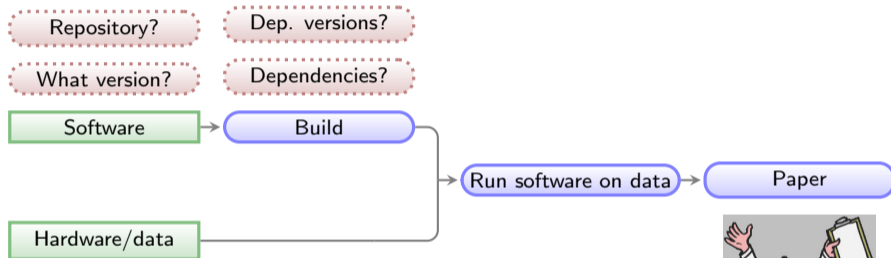 Repository?
Dep. versions?
What version?
Dependencies?
Software
Build
Run software on data
Paper
Hardware/data